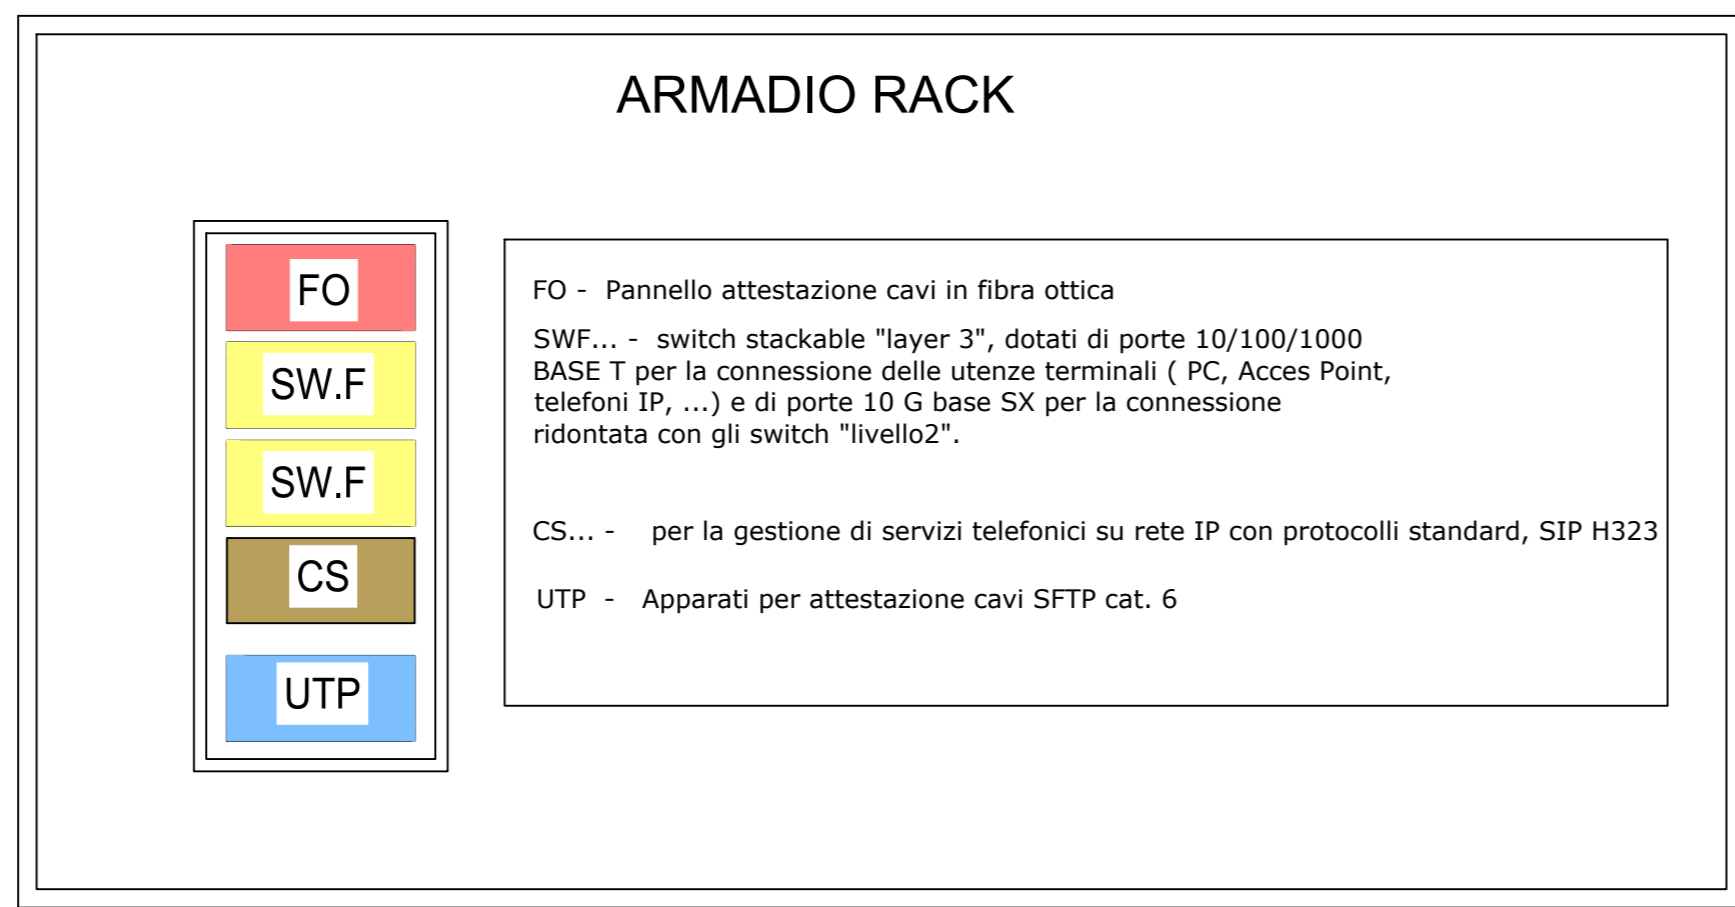 ARMADIO RACK
FO
SW.F
SW.F
CS
UTP
FO - Pannello attestazione cavi in fibra ottica
SWF... - switch stackable "layer 3", dotati di porte 10/100/1000
BASE T per la connessione delle utenze terminali ( PC, Acces Point,
telefoni IP, ...) e di porte 10 G base SX per la connessione
ridontata con gli switch "livello2".
CS... - per la gestione di servizi telefonici su rete IP con protocolli standard, SIP H323
UTP - Apparati per attestazione cavi SFTP cat. 6